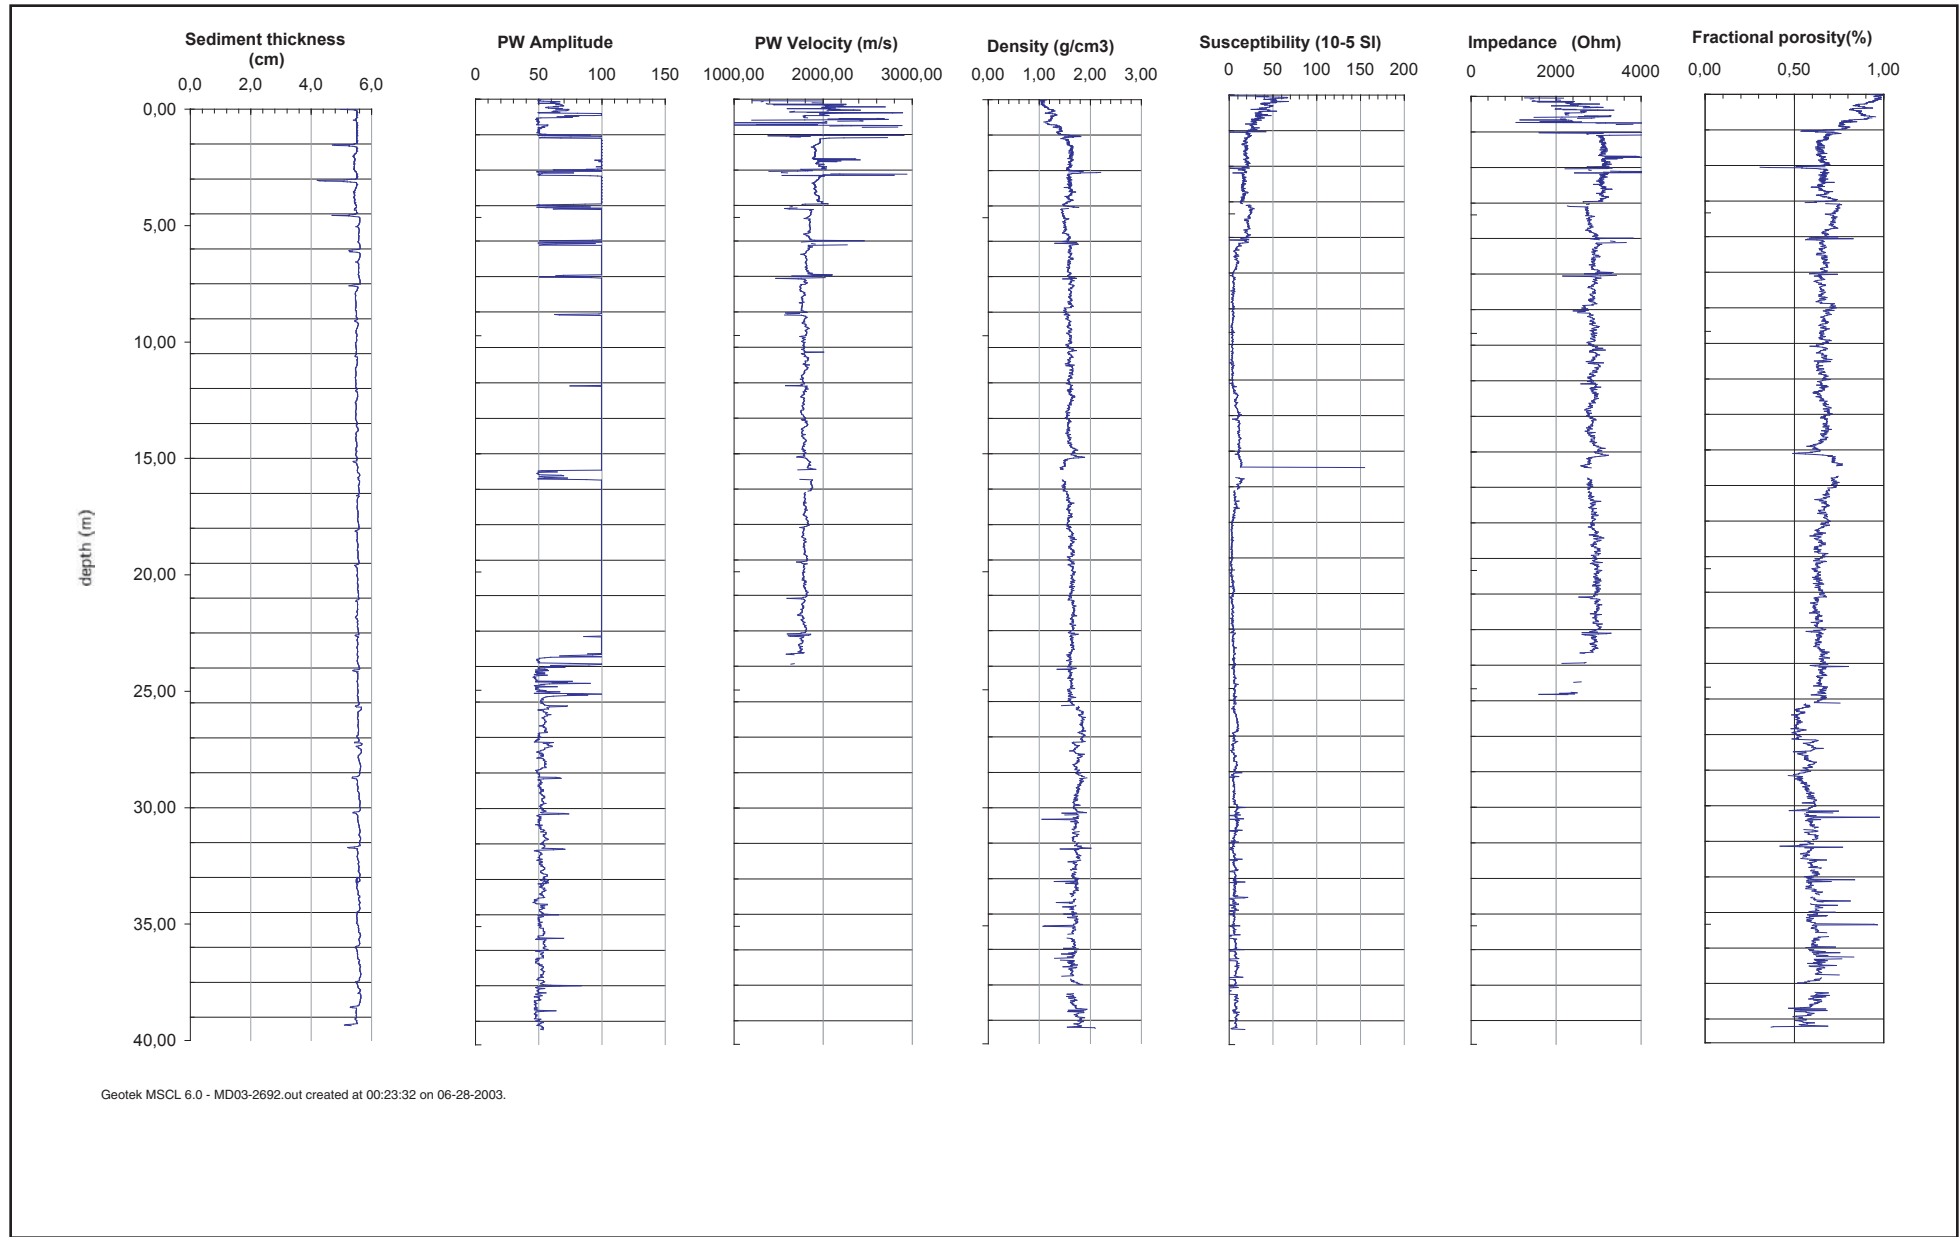 Sediment thickness
(cm)
0,0 2,0 4,0 6,0
PW Amplitude
0 50 100 150
PW Velocity (m/s)
1000,00 2000,00 3000,00
Density (g/cm3)
0,00 1,00 2,00 3,00
Susceptibility (10-5 SI)
0 50 100 150 200
Impedance (Ohm)
0 2000 4000
Fractional porosity(%)
0,00 0,50 1,00
0,00
5,00
10,00
15,00
20,00
25,00
30,00
35,00
40,00
depth (m)
Geotek MSCL 6.0 - MD03-2692.out created at 00:23:32 on 06-28-2003.